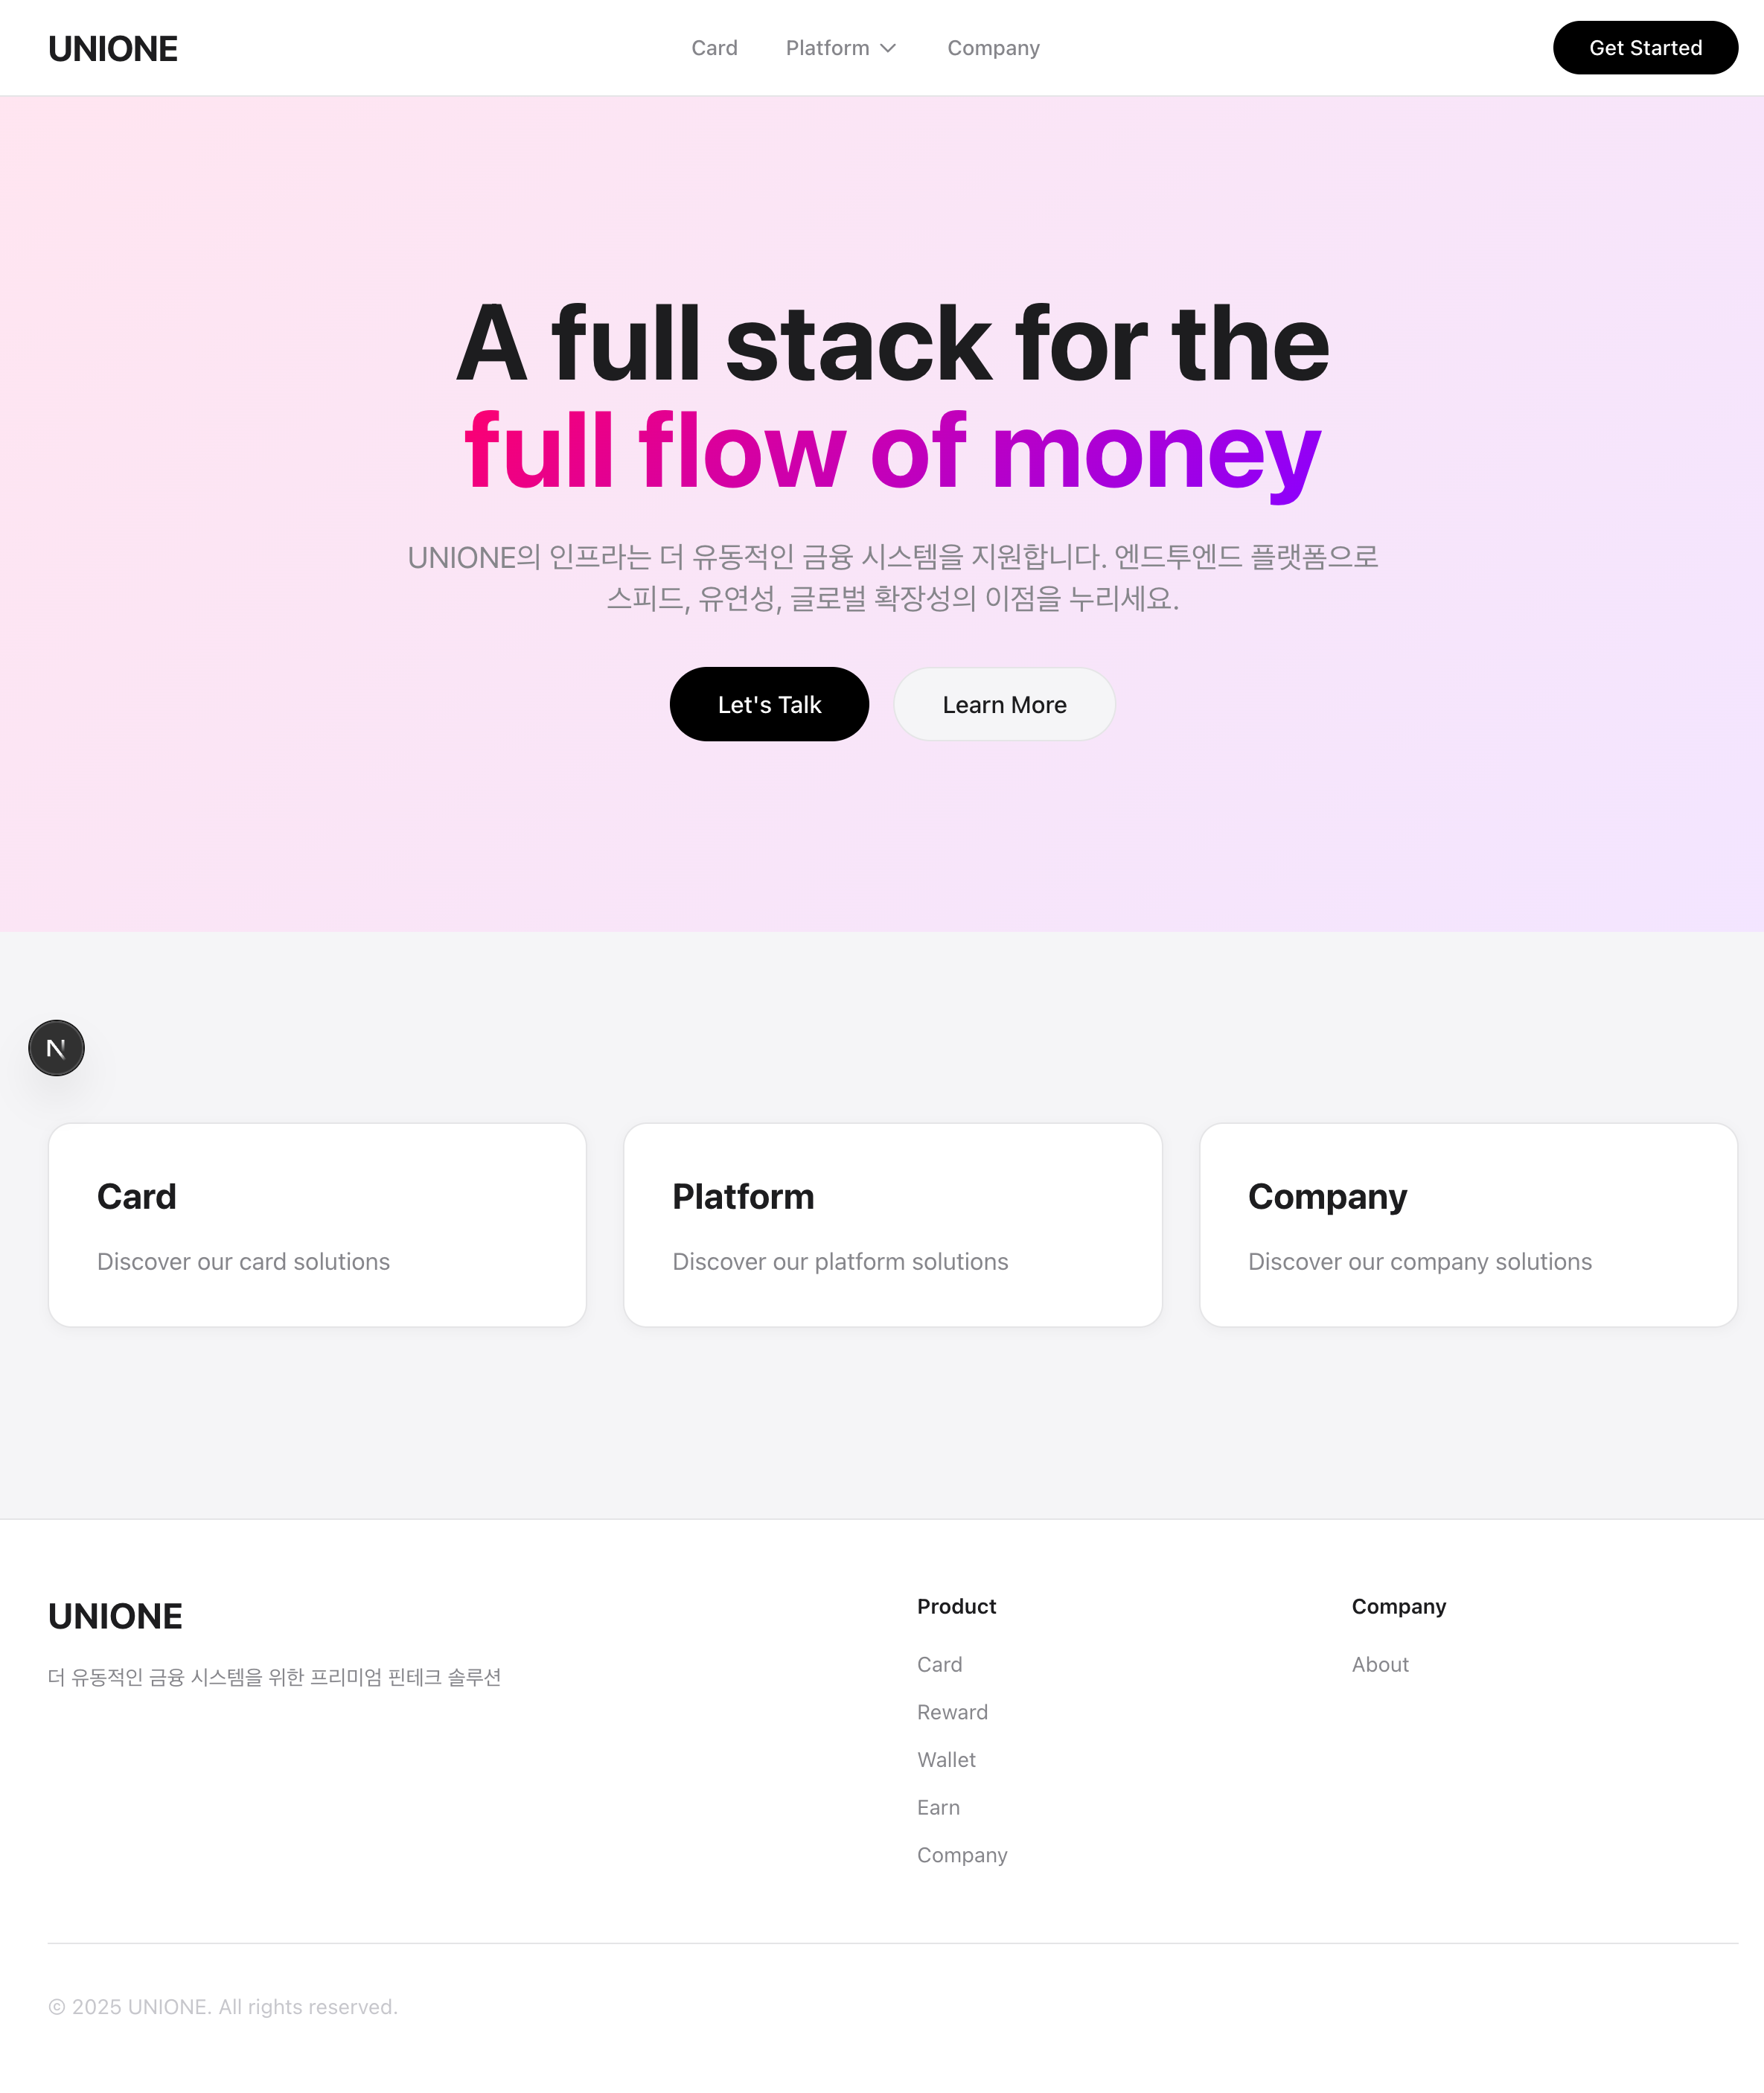 UNIONE
Card
Platform
Company
Get Started
A full stack for the
full flow of money
UNIONE의 인프라는 더 유동적인 금융 시스템을 지원합니다. 엔드투엔드 플랫폼으로
스피드, 유연성, 글로벌 확장성의 이점을 누리세요.
Let's Talk
Learn More
N
Card
Discover our card solutions
Platform
Discover our platform solutions
Company
Discover our company solutions
UNIONE
더 유동적인 금융 시스템을 위한 프리미엄 핀테크 솔루션
Product
Card
Reward
Wallet
Earn
Company
Company
About
© 2025 UNIONE. All rights reserved.